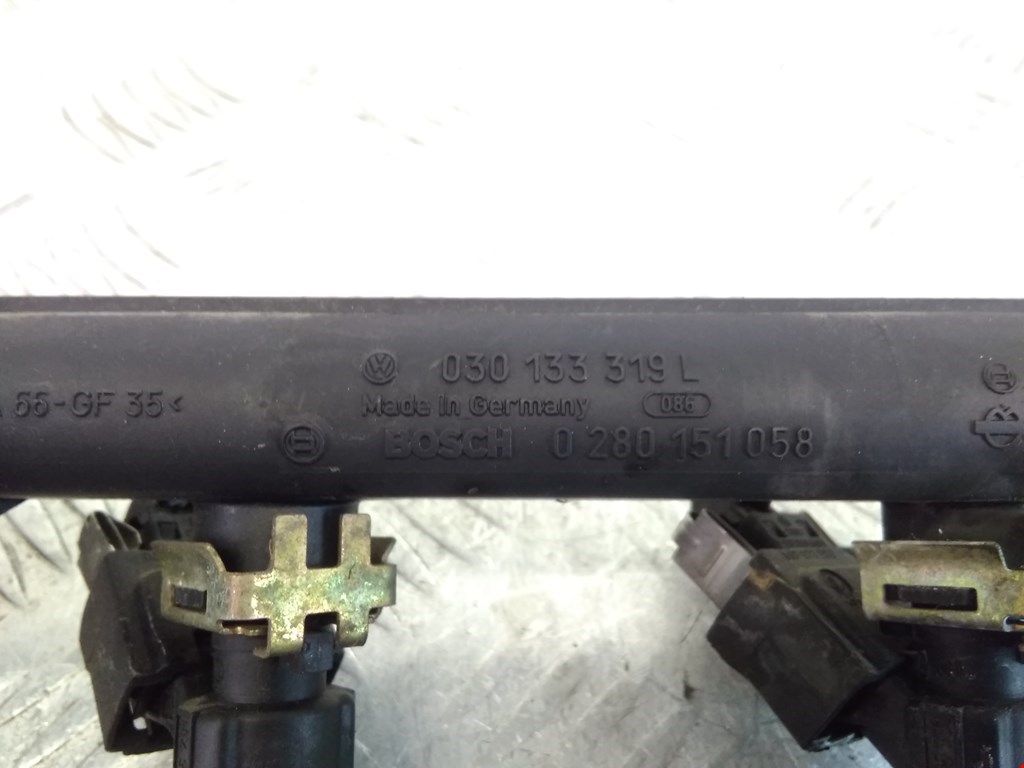 030 133 319 L
66-GF 35<
Made in Germany 086
BOSCH 0 280 151 058